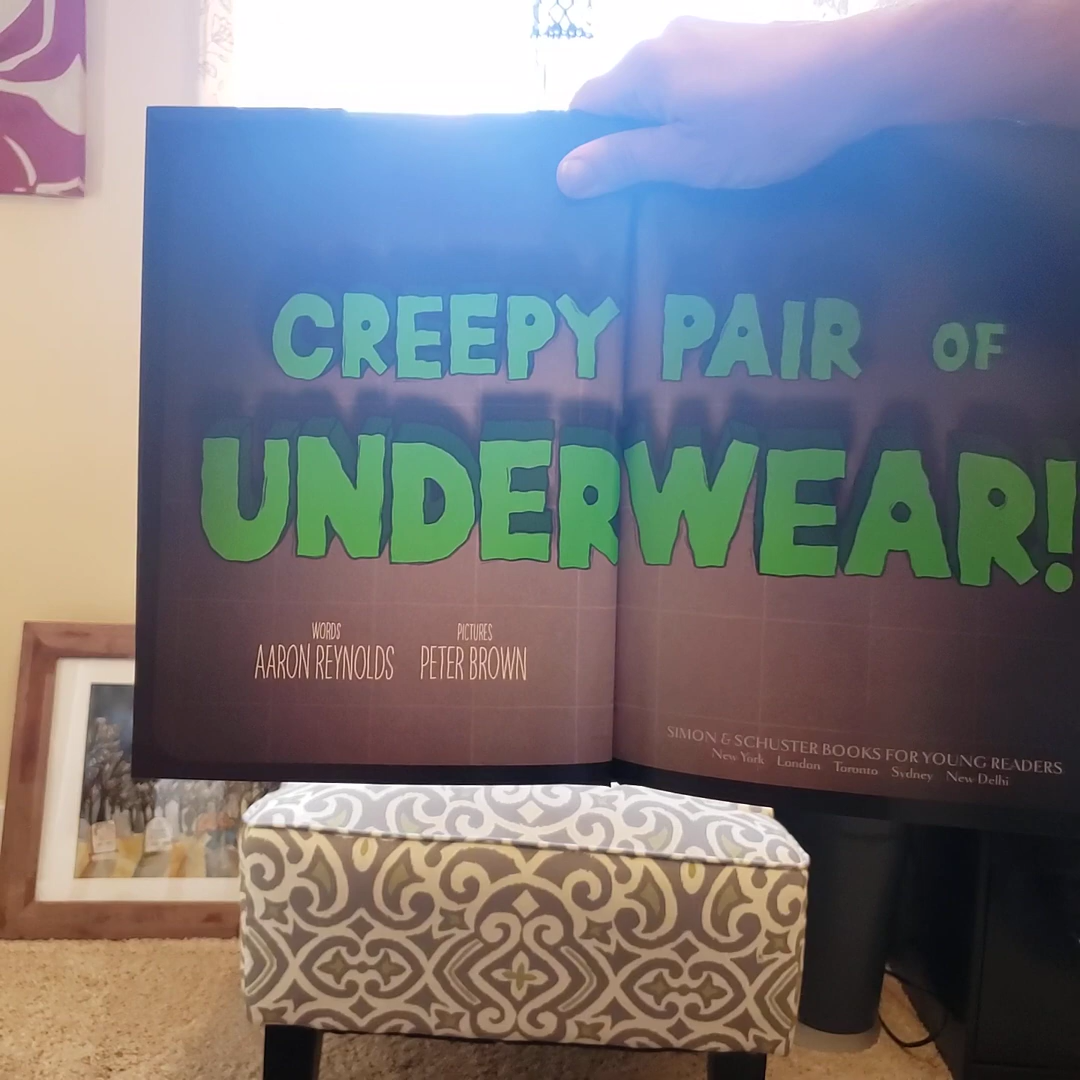 CREEPY PAIR OF
UNDERWEAR!
WORDS PICTURES
AARON REYNOLDS PETER BROWN
SIMON & SCHUSTER BOOKS FOR YOUNG READERS
New York London Toronto Sydney New Delhi